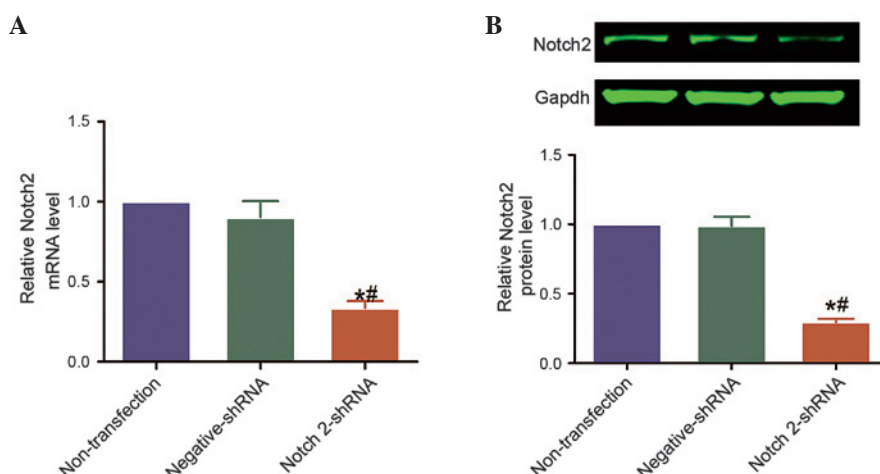 A
Relative Notch2
mRNA level
1.5
1.0
0.5
0.0
*#
Non-transfection
Negative-shRNA
Notch 2-shRNA
B
Notch2
Gapdh
Relative Notch2
protein level
1.5
1.0
0.5
0.0
*#
Non-transfection
Negative-shRNA
Notch 2-shRNA